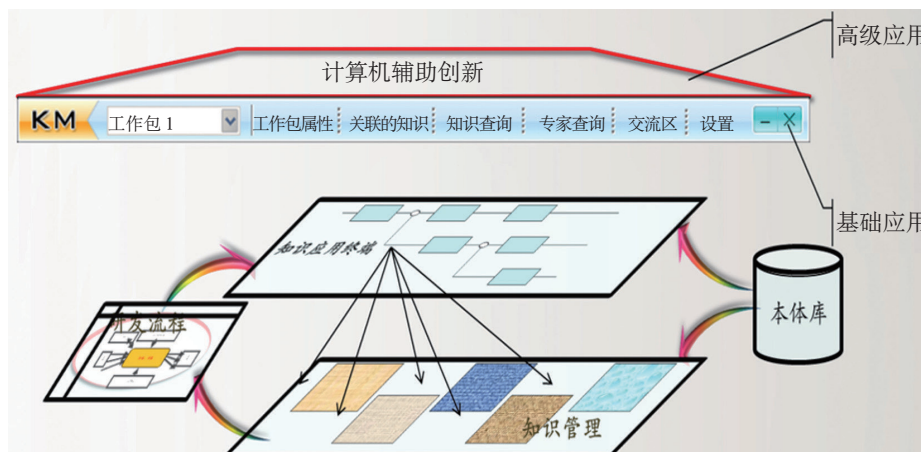 高级应用
计算机辅助创新
KM
工作包 1
工作包属性
关联的知识
知识查询
专家查询
交流区
设置
基础应用
知识应用终端
研发流程
本体库
知识管理